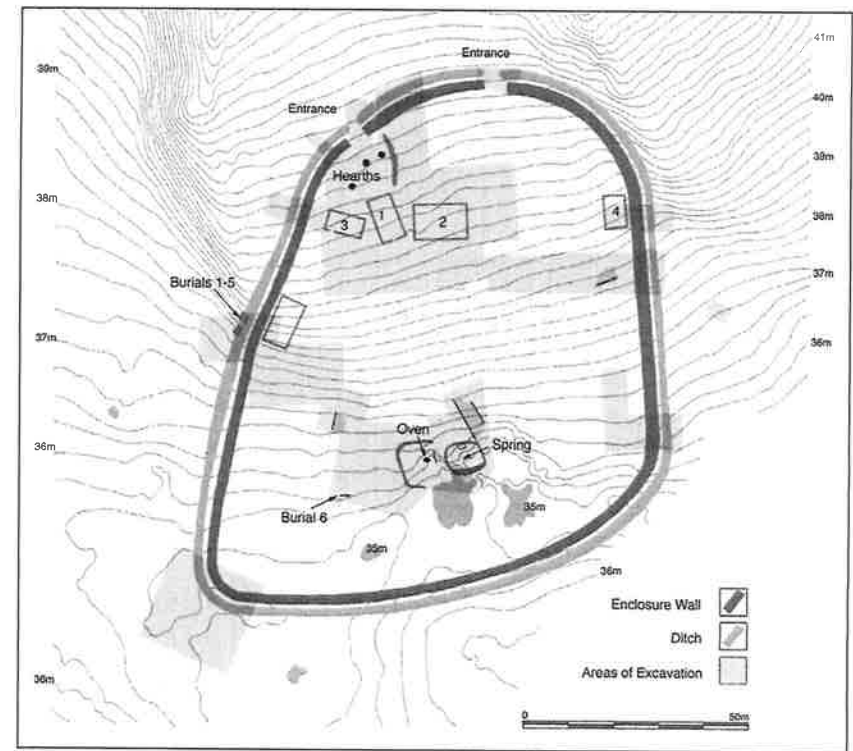 41m
Entrance
39m
40m
Entrance
39m
Hearths
38m
4
38m
1
2
3
37m
Burials 1-5
37m
36m
Oven
36m
Spring
Burial 6
35m
35m
36m
Enclosure Wall
Ditch
Areas of Excavation
36m
0
50m